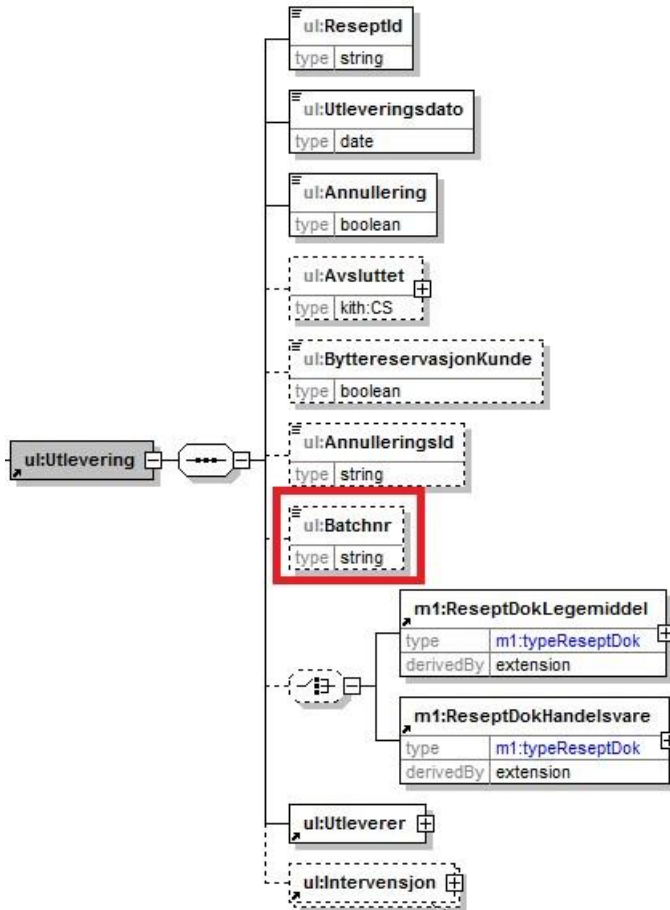 ul:ReseptId
type string
ul:Utleveringsdato
type date
ul:Annullering
type boolean
ul:Avsluttet
type kith:CS
ul:ByttereservasjonKunde
type boolean
ul:Utlevering
ul:AnnulleringsId
type string
ul:Batchnr
type string
m1:ReseptDokLegemiddel
type m1:typeReseptDok
derivedBy extension
m1:ReseptDokHandelsvare
type m1:typeReseptDok
derivedBy extension
ul:Utleverer
ul:Intervensjon